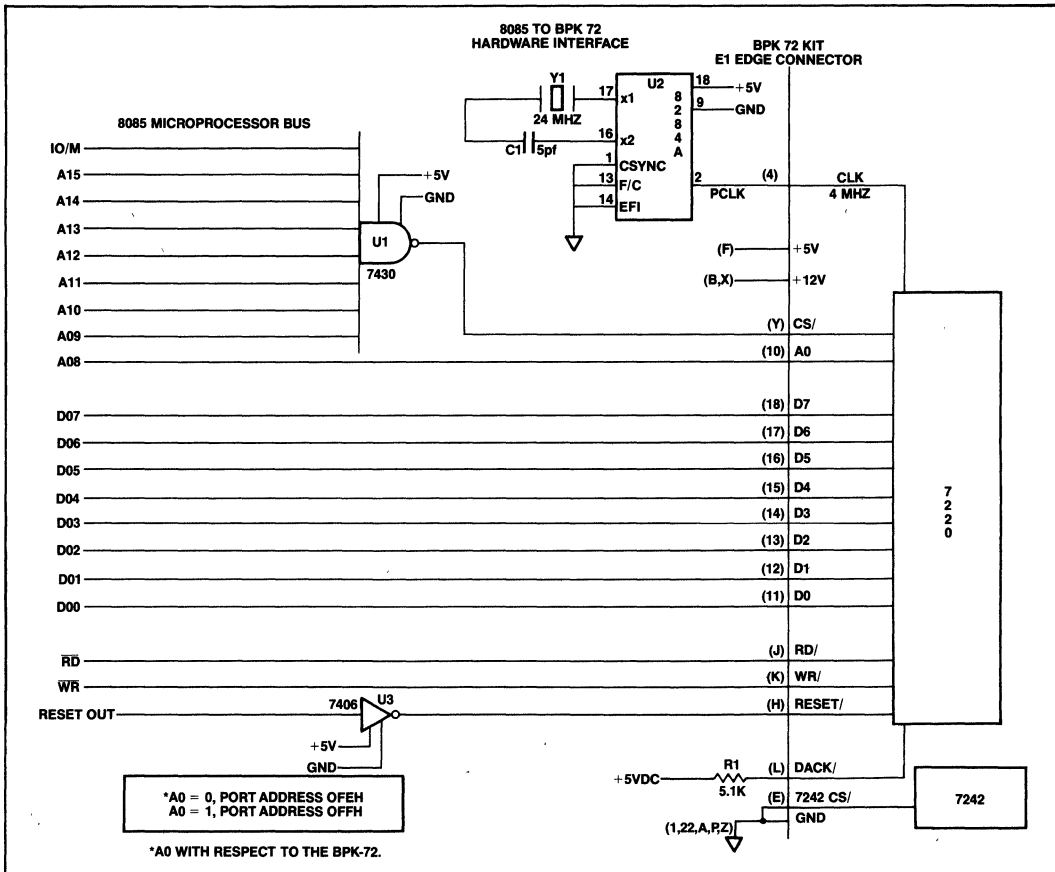 8085 TO BPK 72
HARDWARE INTERFACE
BPK 72 KIT
E1 EDGE CONNECTOR
8085 MICROPROCESSOR BUS
Y1
24 MHZ
C1
5pf
17
16
1
13
14
x1
x2
CSYNC
F/C
EFI
U2
8
2
8
4
A
18
+5V
9
GND
2
PCLK
(4)
CLK
4 MHZ
IO/M
A15
A14
A13
A12
A11
A10
A09
A08
+5V
GND
U1
7430
(F)
+5V
(B,X)
+12V
(Y) CS/
(10) A0
D07
(18) D7
D06
(17) D6
D05
(16) D5
D04
(15) D4
D03
(14) D3
D02
(13) D2
D01
(12) D1
D00
(11) D0
7
2
2
0
RD
(J) RD/
WR
(K) WR/
RESET OUT
7406
U3
(H) RESET/
+5V
GND
+5VDC
R1
5.1K
(L) DACK/
(E) 7242 CS/
GND
(1,22,A,P,Z)
7242
*A0 = 0, PORT ADDRESS OFEH
A0 = 1, PORT ADDRESS OFFH
*A0 WITH RESPECT TO THE BPK-72.